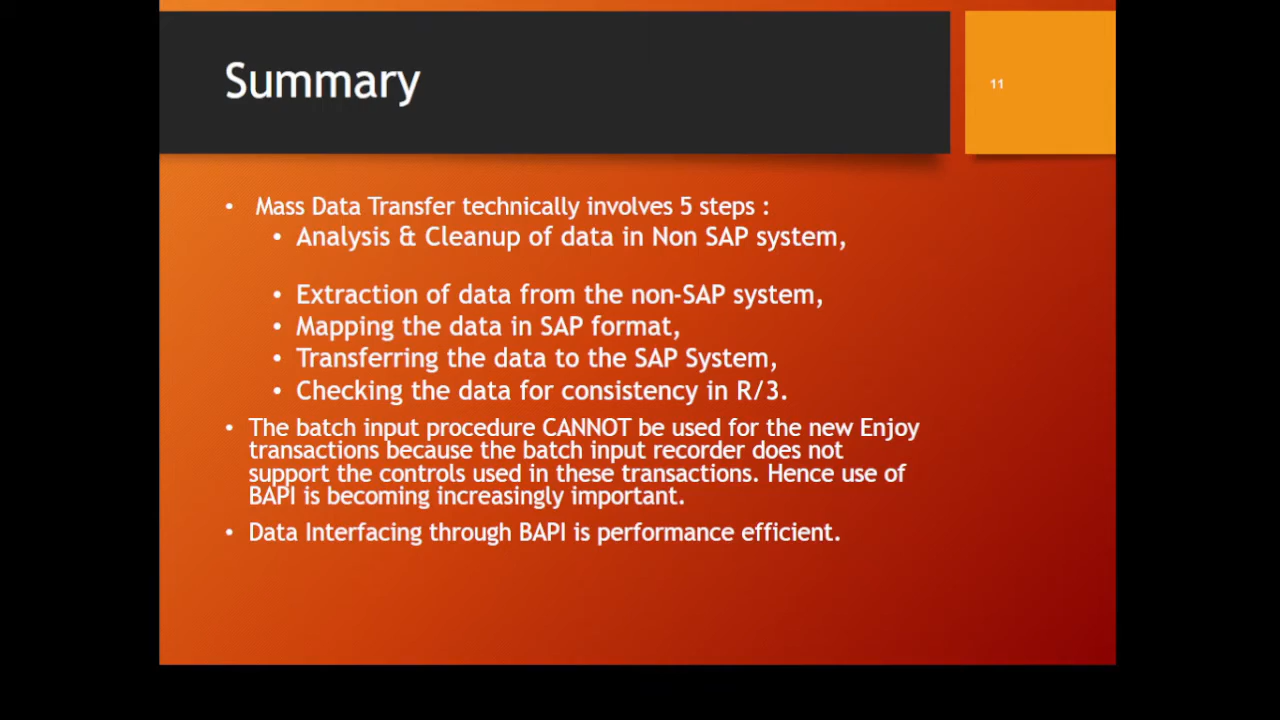 Summary
11
• Mass Data Transfer technically involves 5 steps :
• Analysis & Cleanup of data in Non SAP system,
• Extraction of data from the non-SAP system,
• Mapping the data in SAP format,
• Transferring the data to the SAP System,
• Checking the data for consistency in R/3.
• The batch input procedure CANNOT be used for the new Enjoy
transactions because the batch input recorder does not
support the controls used in these transactions. Hence use of
BAPI is becoming increasingly important.
• Data Interfacing through BAPI is performance efficient.